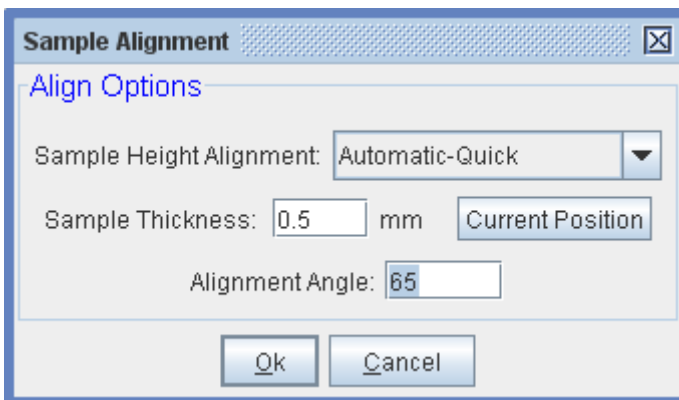 Sample Alignment
Align Options
Sample Height Alignment: Automatic-Quick
Sample Thickness: 0.5 mm Current Position
Alignment Angle: 65
Ok Cancel